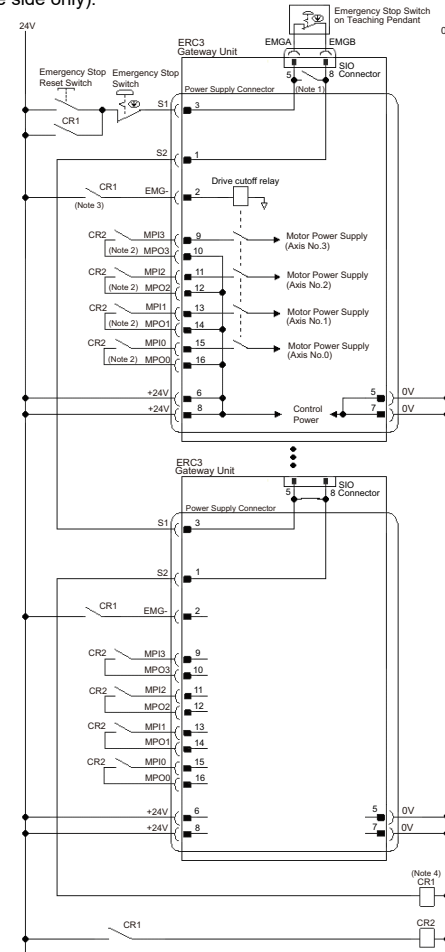 e side only).
24V
Emergency Stop Switch
on Teaching Pendant
0
ERC3
Gateway Unit
EMGA
EMGB
SIO
Connector
5
8
(Note 1)
Emergency Stop
Reset Switch
Emergency Stop
Switch
Power Supply Connector
S1
3
CR1
S2
1
CR1
EMG-
2
Drive cutoff relay
(Note 3)
CR2
MPI3
9
Motor Power Supply
(Axis No.3)
(Note 2)
MPO3
10
CR2
MPI2
11
Motor Power Supply
(Axis No.2)
(Note 2)
MPO2
12
CR2
MPI1
13
Motor Power Supply
(Axis No.1)
(Note 2)
MPO1
14
CR2
MPI0
15
Motor Power Supply
(Axis No.0)
(Note 2)
MPO0
16
+24V
6
5
0V
+24V
8
Control
Power
7
0V
ERC3
Gateway Unit
5
8
SIO
Connector
Power Supply Connector
S1
3
S2
1
CR1
EMG-
2
CR2
MPI3
9
MPO3
10
CR2
MPI2
11
MPO2
12
CR2
MPI1
13
MPO1
14
CR2
MPI0
15
MPO0
16
+24V
6
5
0V
+24V
8
7
0V
(Note 4)
CR1
CR1
CR2